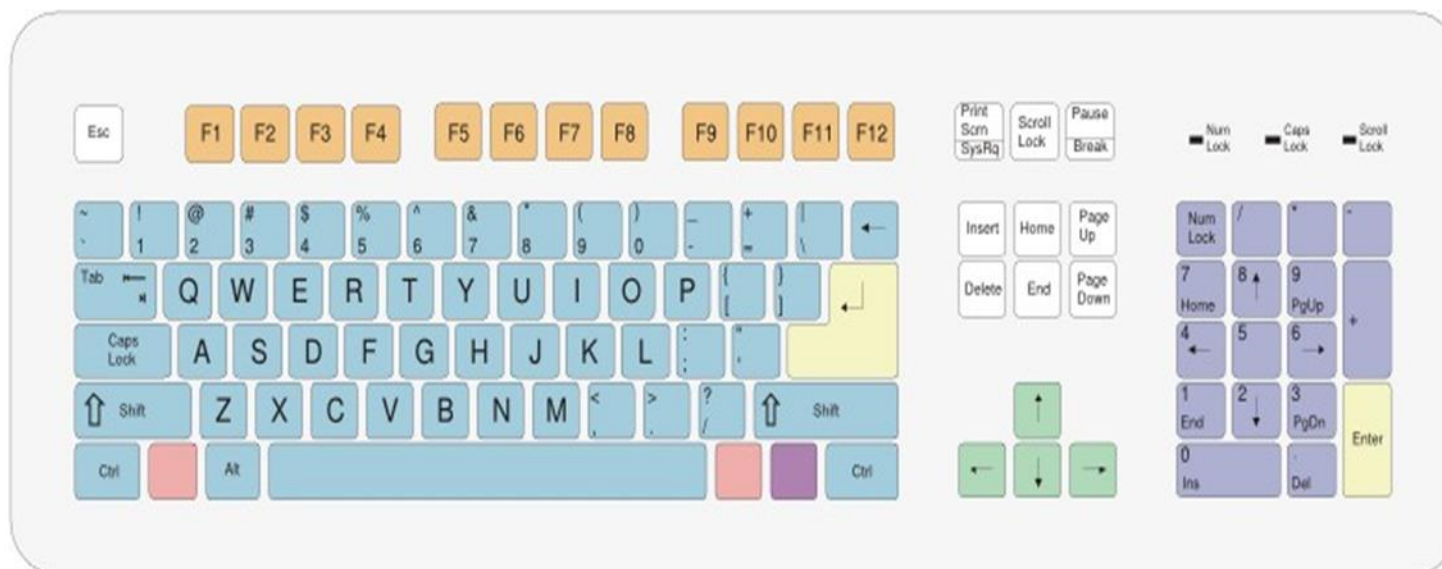 Esc F1 F2 F3 F4 F5 F6 F7 F8 F9 F10 F11 F12
Print
Scrn
SysRq
Scroll
Lock
Pause
Break
Num
Lock
Caps
Lock
Scroll
Lock
~ ! @ # $ % ^ & * ( ) _ + | ←
` 1 2 3 4 5 6 7 8 9 0 - = \
Insert Home Page
Up
Num
Lock
/ * -
Tab Q W E R T Y U I O P { }
[ ]
Delete End Page
Down
7 8 ↑ 9
Home PgUp
+
Caps
Lock
A S D F G H J K L : "
; '
4 ← 5 6 →
⇧ Shift Z X C V B N M < > ? ⇧ Shift
, . /
↑
1 2 ↓ 3
End PgDn
Enter
Ctrl Alt Ctrl
← ↓ →
0 .
Ins Del